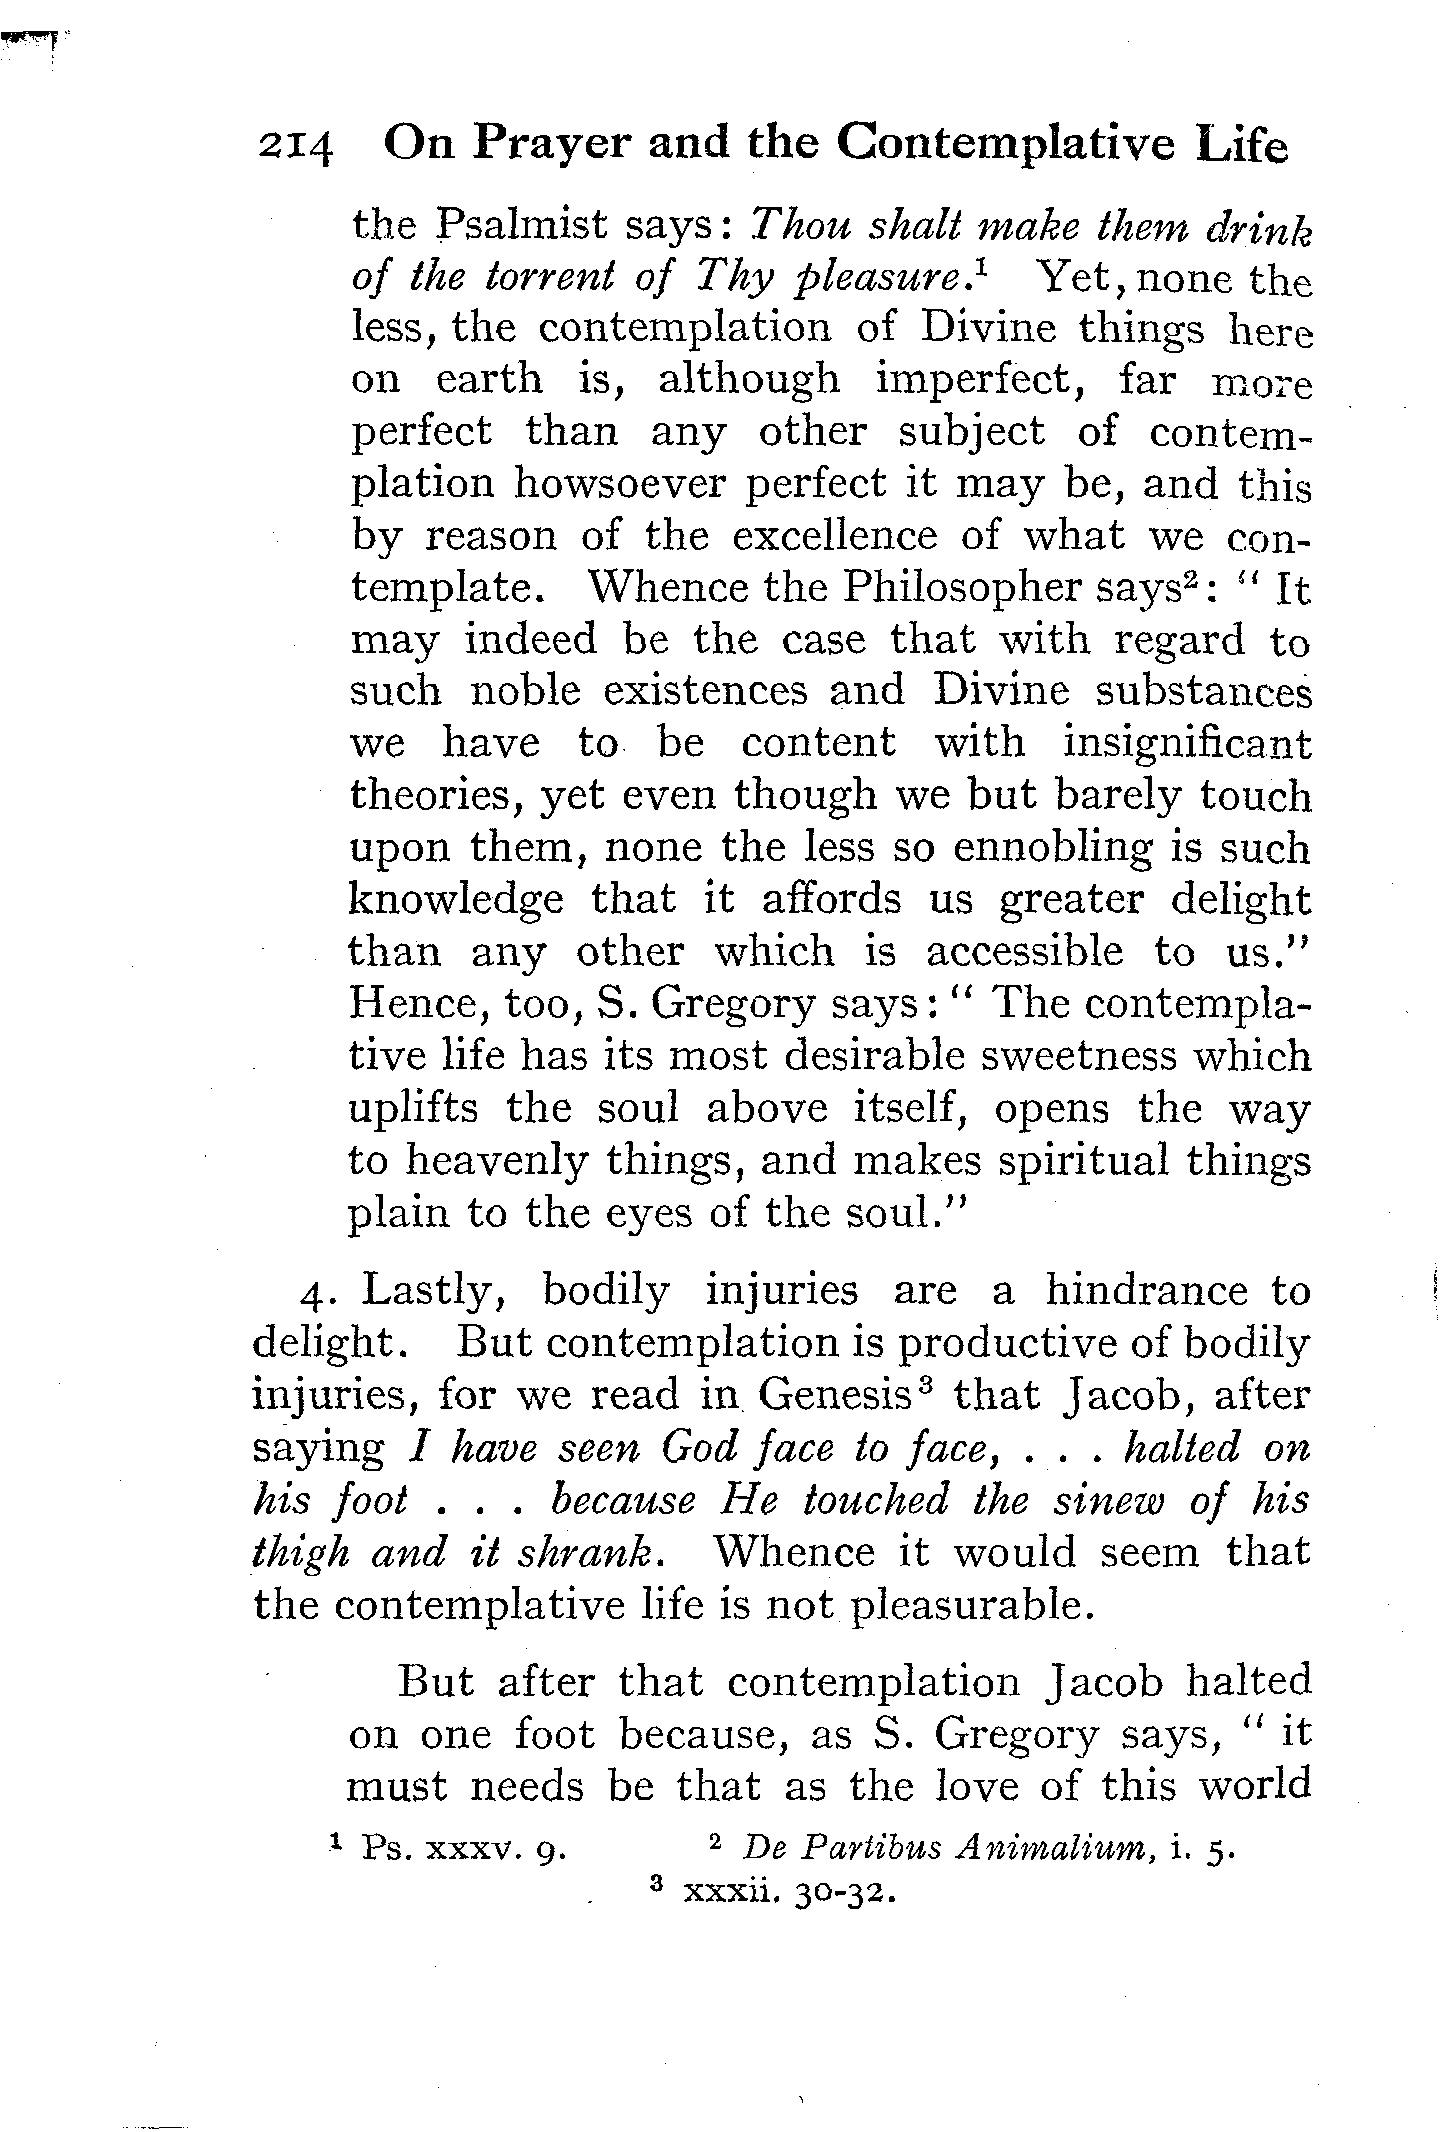 214 On Prayer and the Contemplative Life
the Psalmist says: Thou shalt make them drink
of the torrent of Thy pleasure.¹ Yet, none the
less, the contemplation of Divine things here
on earth is, although imperfect, far more
perfect than any other subject of contem-
plation howsoever perfect it may be, and this
by reason of the excellence of what we con-
template. Whence the Philosopher says²: “ It
may indeed be the case that with regard to
such noble existences and Divine substances
we have to be content with insignificant
theories, yet even though we but barely touch
upon them, none the less so ennobling is such
knowledge that it affords us greater delight
than any other which is accessible to us.”
Hence, too, S. Gregory says: “ The contempla-
tive life has its most desirable sweetness which
uplifts the soul above itself, opens the way
to heavenly things, and makes spiritual things
plain to the eyes of the soul.”
4. Lastly, bodily injuries are a hindrance to
delight. But contemplation is productive of bodily
injuries, for we read in Genesis³ that Jacob, after
saying I have seen God face to face, . . . halted on
his foot . . . because He touched the sinew of his
thigh and it shrank. Whence it would seem that
the contemplative life is not pleasurable.
But after that contemplation Jacob halted
on one foot because, as S. Gregory says, “ it
must needs be that as the love of this world
¹ Ps. xxxv. 9. ² De Partibus Animalium, i. 5.
³ xxxii. 30-32.